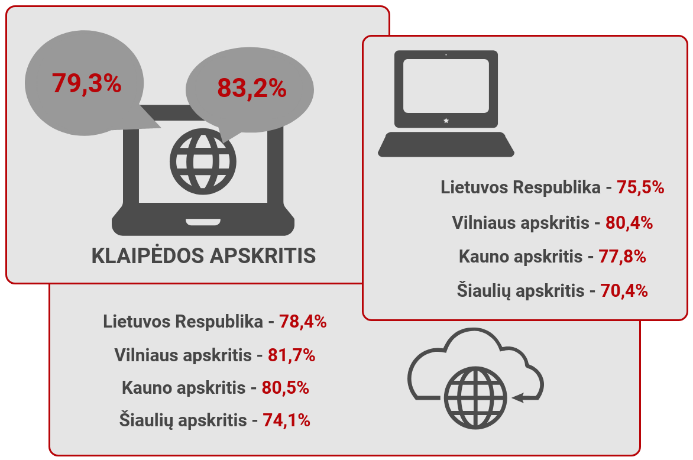 79,3%
83,2%
KLAIPĖDOS APSKRITIS
Lietuvos Respublika - 75,5%
Vilniaus apskritis - 80,4%
Kauno apskritis - 77,8%
Šiaulių apskritis - 70,4%
Lietuvos Respublika - 78,4%
Vilniaus apskritis - 81,7%
Kauno apskritis - 80,5%
Šiaulių apskritis - 74,1%